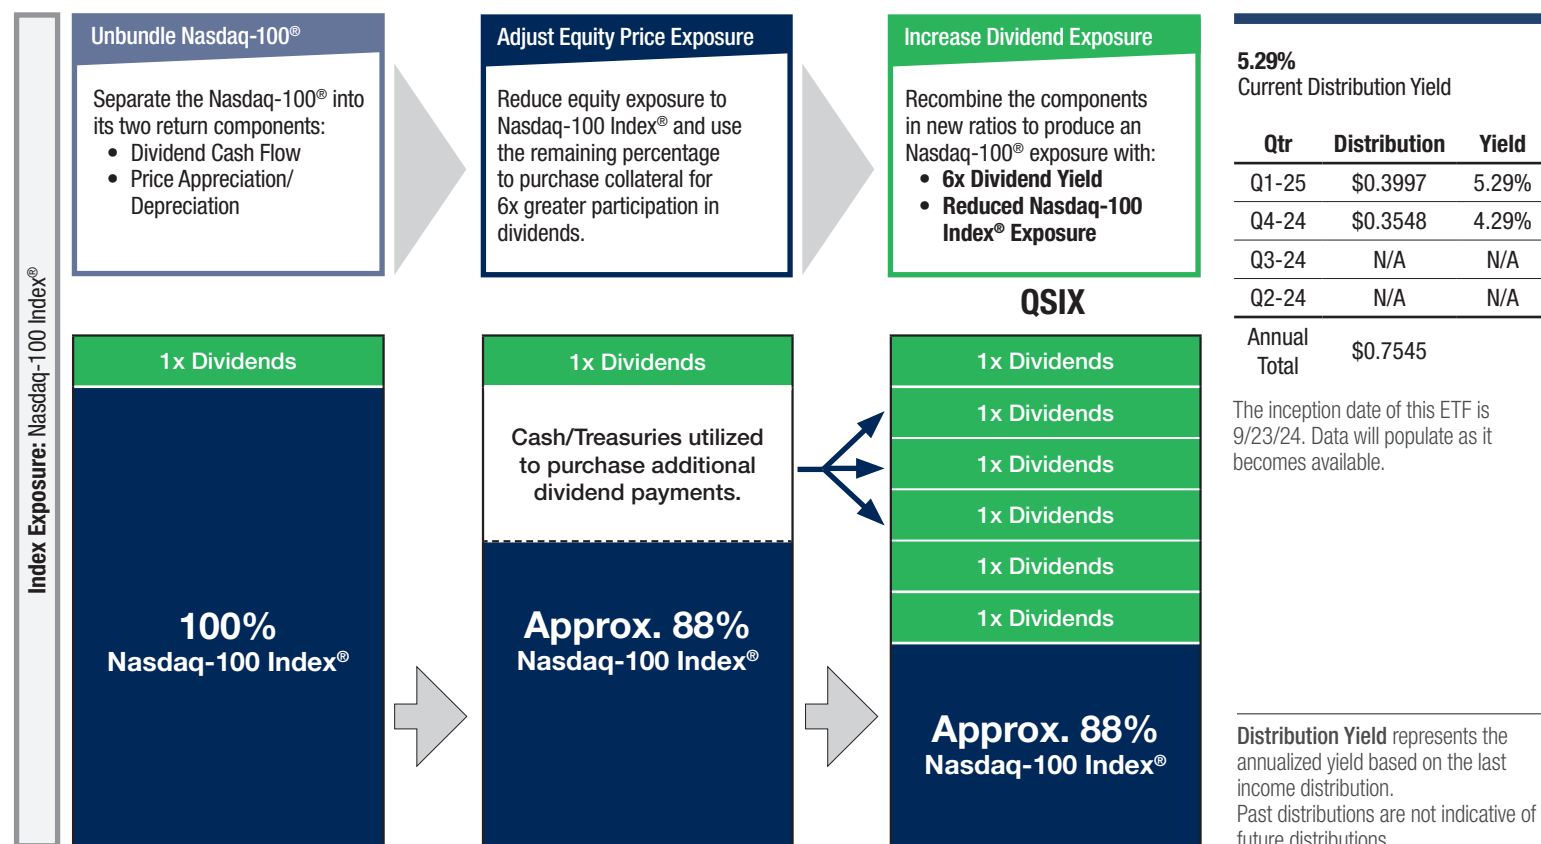 Index Exposure: Nasdaq-100 Index®
Unbundle Nasdaq-100®
Separate the Nasdaq-100® into
its two return components:
• Dividend Cash Flow
• Price Appreciation/
Depreciation
Adjust Equity Price Exposure
Reduce equity exposure to
Nasdaq-100 Index® and use
the remaining percentage
to purchase collateral for
6x greater participation in
dividends.
Increase Dividend Exposure
Recombine the components
in new ratios to produce an
Nasdaq-100® exposure with:
• 6x Dividend Yield
• Reduced Nasdaq-100
Index® Exposure
QSIX
1x Dividends
100%
Nasdaq-100 Index®
1x Dividends
Cash/Treasuries utilized
to purchase additional
dividend payments.
Approx. 88%
Nasdaq-100 Index®
1x Dividends
1x Dividends
1x Dividends
1x Dividends
1x Dividends
1x Dividends
Approx. 88%
Nasdaq-100 Index®
5.29%
Current Distribution Yield
Qtr Distribution Yield
Q1-25 $0.3997 5.29%
Q4-24 $0.3548 4.29%
Q3-24 N/A N/A
Q2-24 N/A N/A
Annual
Total $0.7545
The inception date of this ETF is
9/23/24. Data will populate as it
becomes available.
Distribution Yield represents the
annualized yield based on the last
income distribution.
Past distributions are not indicative of
future distributions